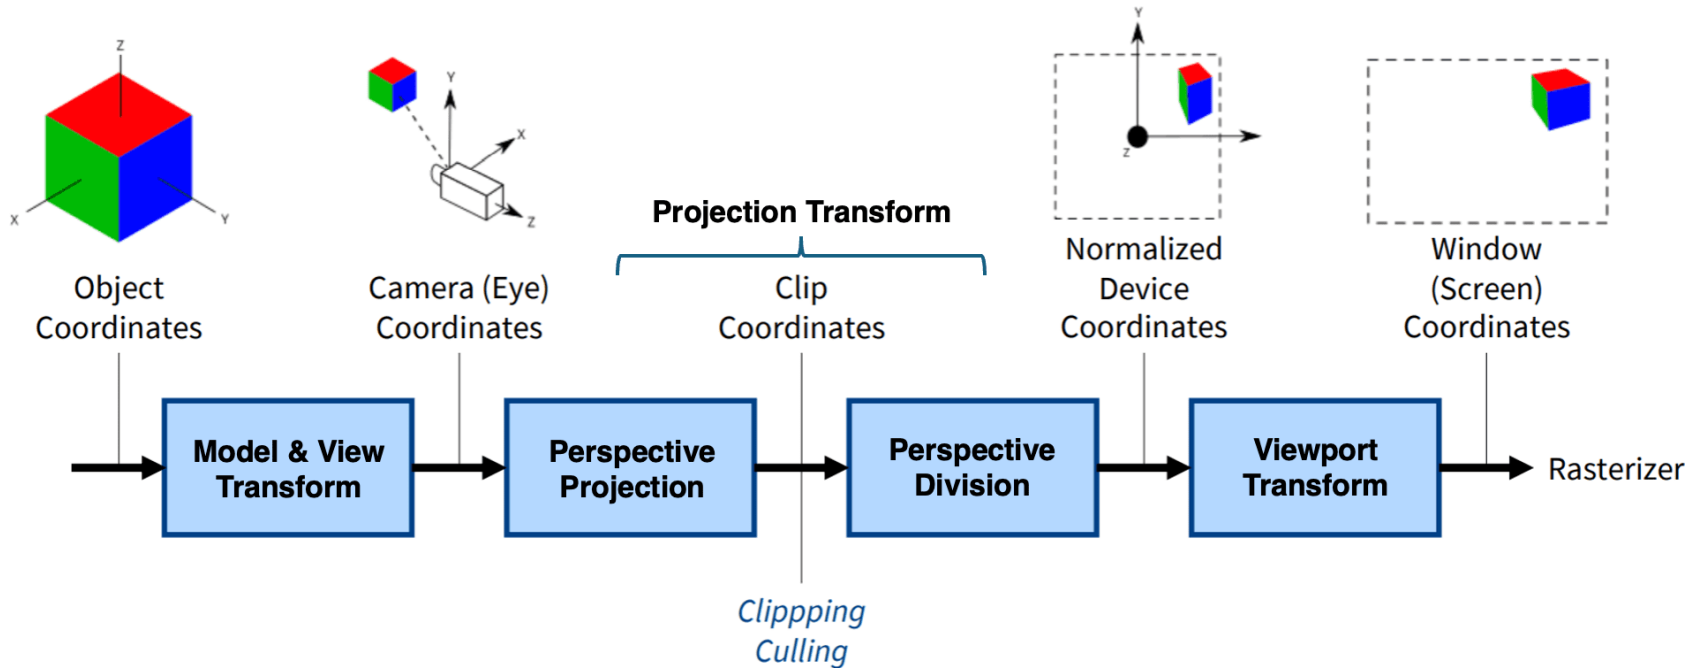 Z
X
Y
Y
X
Z
Y
Z
Projection Transform
Object
Coordinates
Camera (Eye)
Coordinates
Clip
Coordinates
Normalized
Device
Coordinates
Window
(Screen)
Coordinates
Model & View
Transform
Perspective
Projection
Perspective
Division
Viewport
Transform
Rasterizer
Clippping
Culling